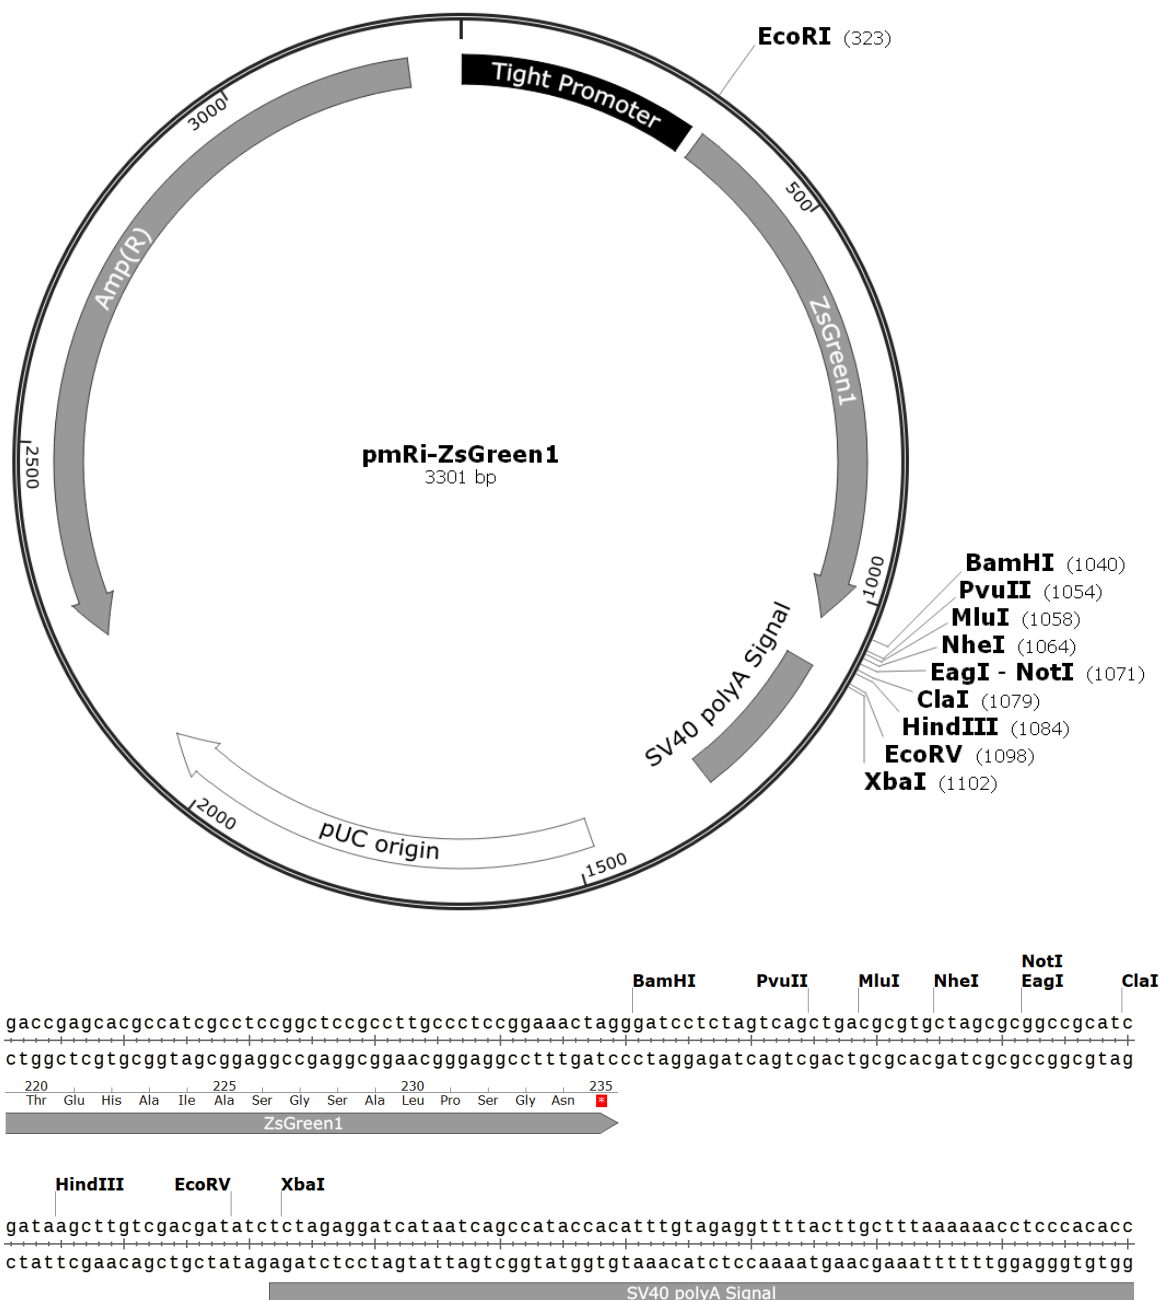 EcoRI (323)
Tight Promoter
3000
500
Amp(R)
ZsGreen1
2500
pmRi-ZsGreen1
3301 bp
1000
BamHI (1040)
PvuII (1054)
MluI (1058)
NheI (1064)
EagI - NotI (1071)
ClaI (1079)
HindIII (1084)
EcoRV (1098)
XbaI (1102)
SV40 polyA Signal
2000
pUC origin
1500
NotI
BamHI PvuII MluI NheI EagI ClaI
gaccgagcacgccatcgcctccggctccgccttgccctccggaaactagggatcctctagtcagctgacgcgtgctagcgcggccgcatc
ctggctcgtgcggtagcggaggccgaggcggaacgggaggcctttgatccctaggagatcagtcgactgcgcacgatcgcgccggcgtag
220 225 230 235
Thr Glu His Ala Ile Ala Ser Gly Ser Ala Leu Pro Ser Gly Asn *
ZsGreen1
HindIII EcoRV XbaI
gataagcttgtcgacgatatctctagaggatcataatcagccataccacatttgtagaggttttacttgctttaaaaaacctcccacacc
ctattcgaacagctgctatagagatctcctagtattagtcggtatggtgtaaacatctccaaaatgaacgaaattttttggagggtgtgg
SV40 polyA Signal